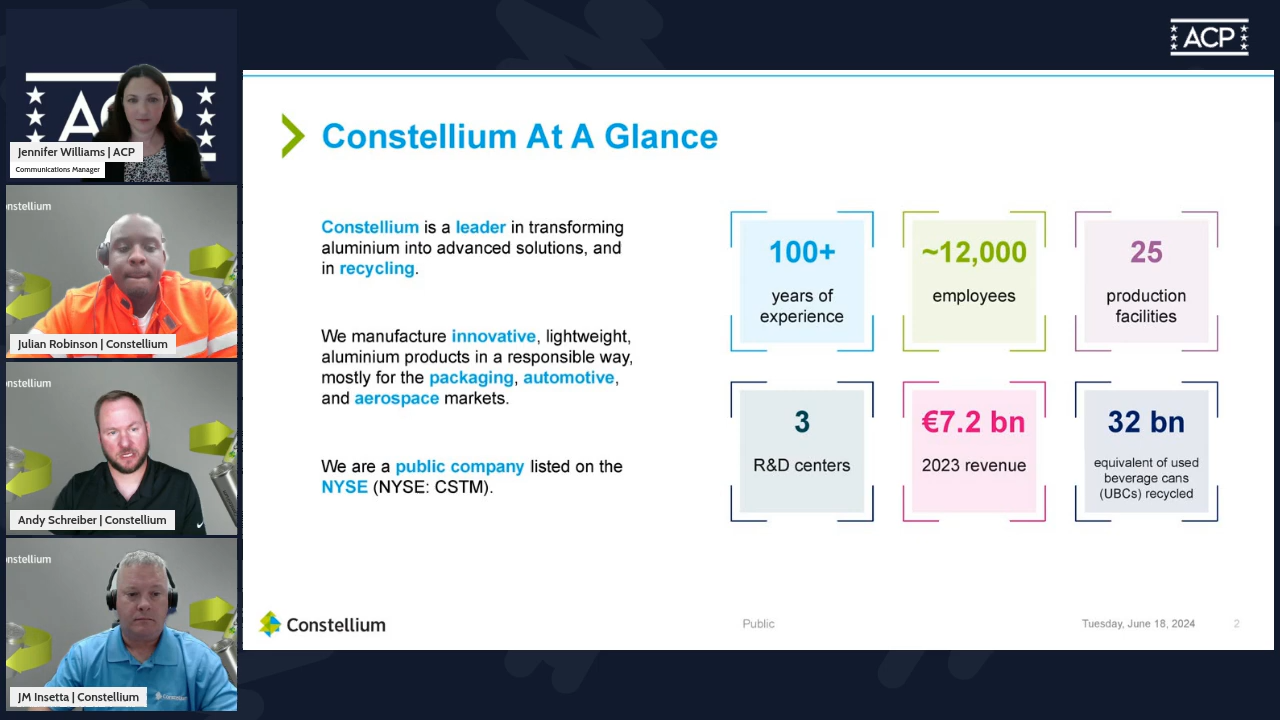 ACP
ACP
Jennifer Williams | ACP
Communications Manager
nstellium
Julian Robinson | Constellium
nstellium
Andy Schreiber | Constellium
nstellium
JM Insetta | Constellium
Constellium At A Glance
Constellium is a leader in transforming
aluminium into advanced solutions, and
in recycling.
We manufacture innovative, lightweight,
aluminium products in a responsible way,
mostly for the packaging, automotive,
and aerospace markets.
We are a public company listed on the
NYSE (NYSE: CSTM).
100+
years of
experience
~12,000
employees
25
production
facilities
3
R&D centers
€7.2 bn
2023 revenue
32 bn
equivalent of used
beverage cans
(UBCs) recycled
Constellium
Public
Tuesday, June 18, 2024
2